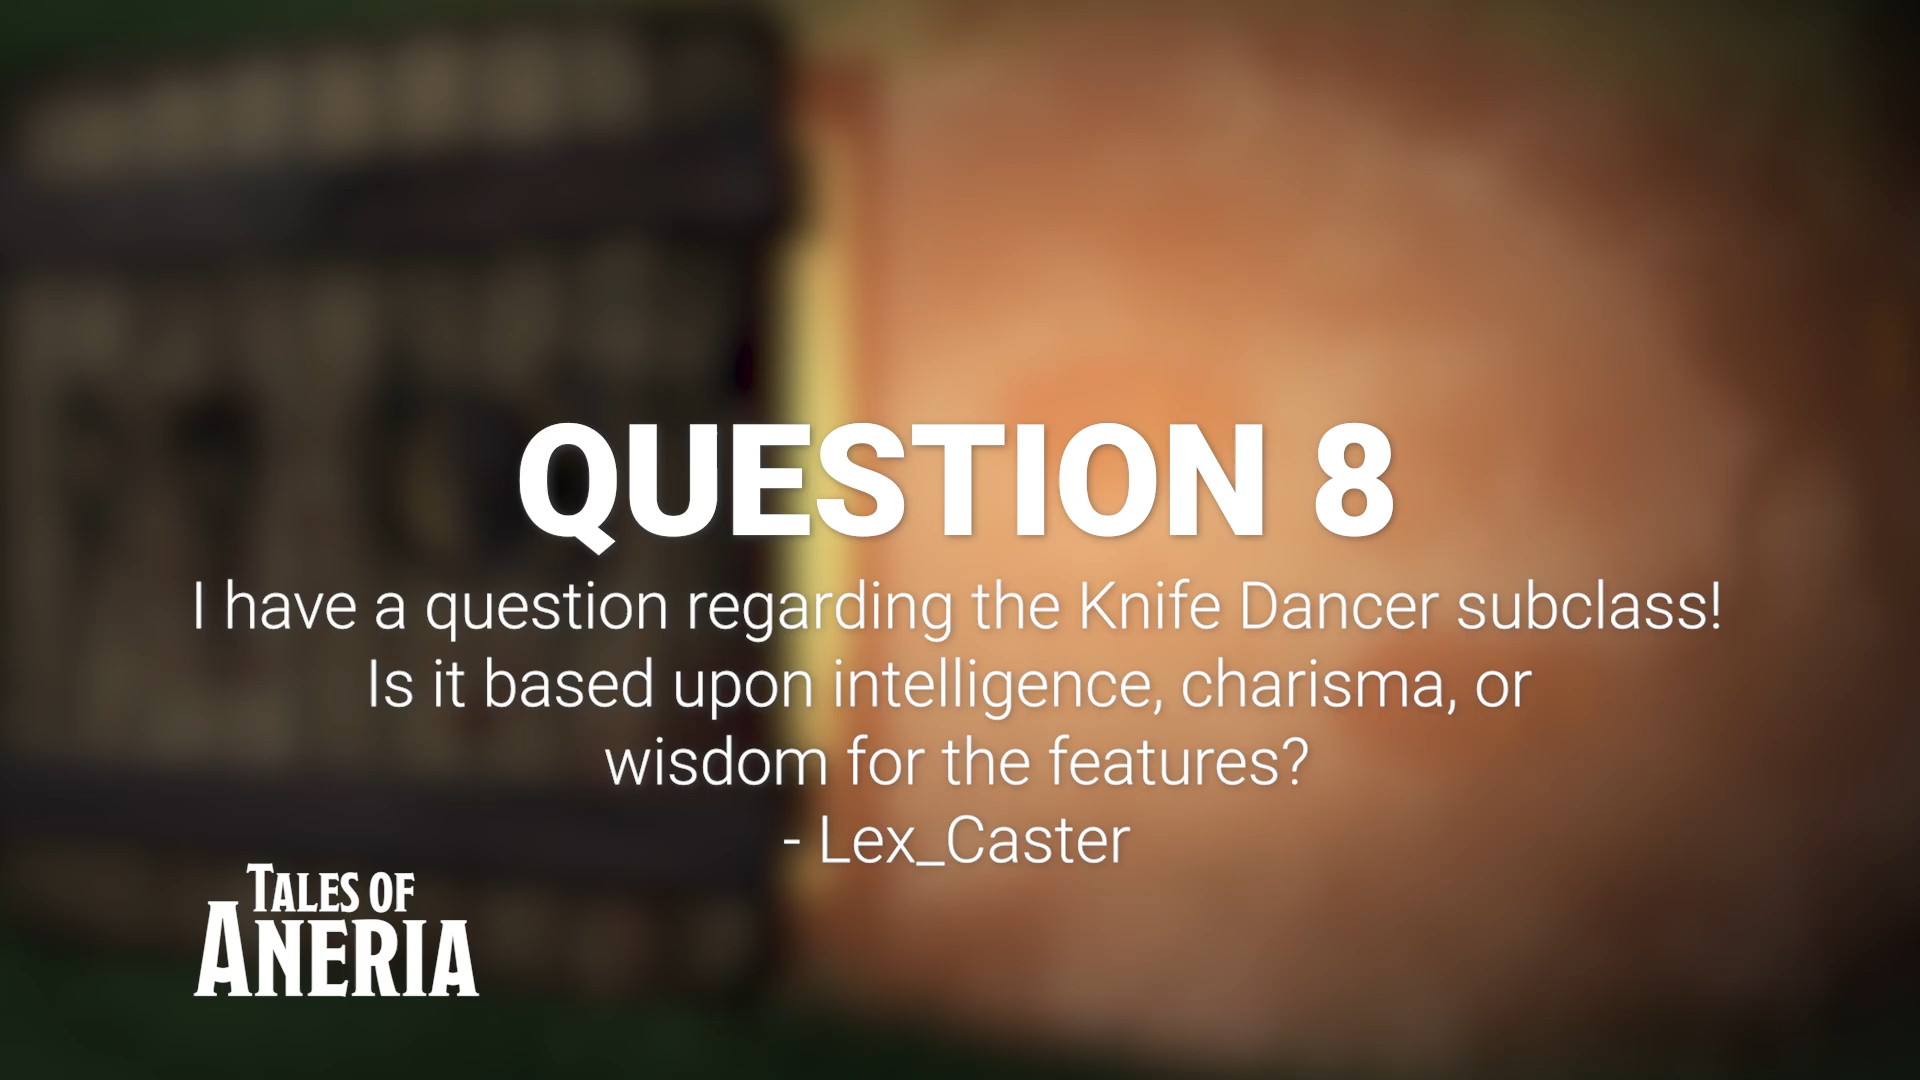 QUESTION 8
I have a question regarding the Knife Dancer subclass!
Is it based upon intelligence, charisma, or
wisdom for the features?
- Lex_Caster
TALES OF
ANERIA